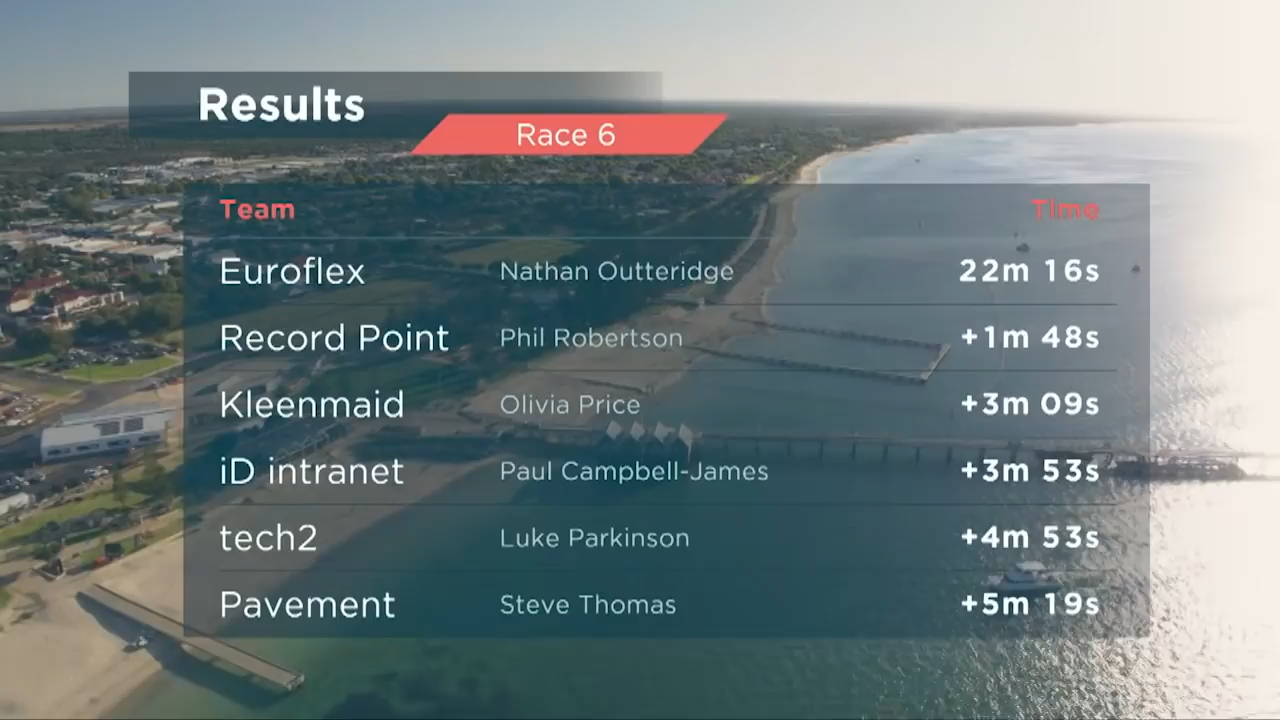 Results
Race 6
Team Time
Euroflex Nathan Outteridge 22m 16s
Record Point Phil Robertson +1m 48s
Kleenmaid Olivia Price +3m 09s
iD intranet Paul Campbell-James +3m 53s
tech2 Luke Parkinson +4m 53s
Pavement Steve Thomas +5m 19s